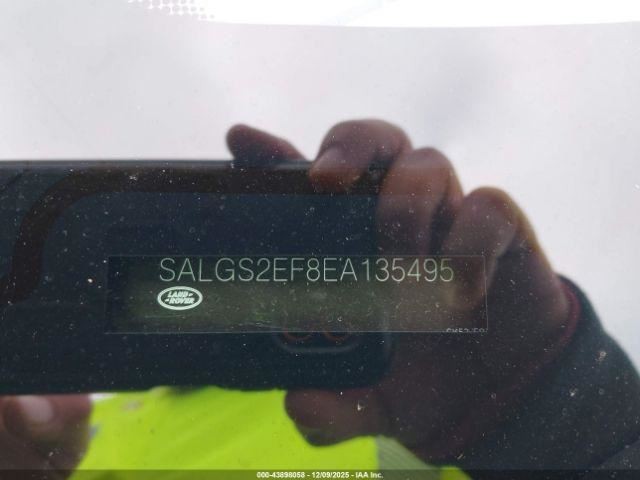 SALGS2EF8EA135495
LAND-
-ROVER
000-43898058 - 12/09/2025 - IAA Inc.